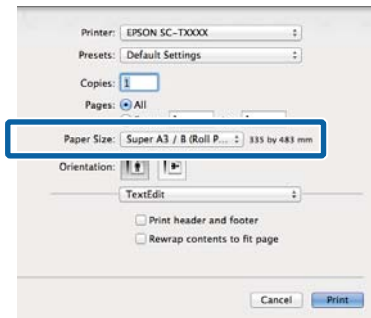 Printer: EPSON SC-TXXXX
Presets: Default Settings
Copies: 1
Pages: All
Paper Size: Super A3 / B (Roll P... 335 by 483 mm
Orientation:
TextEdit
Print header and footer
Rewrap contents to fit page
Cancel Print